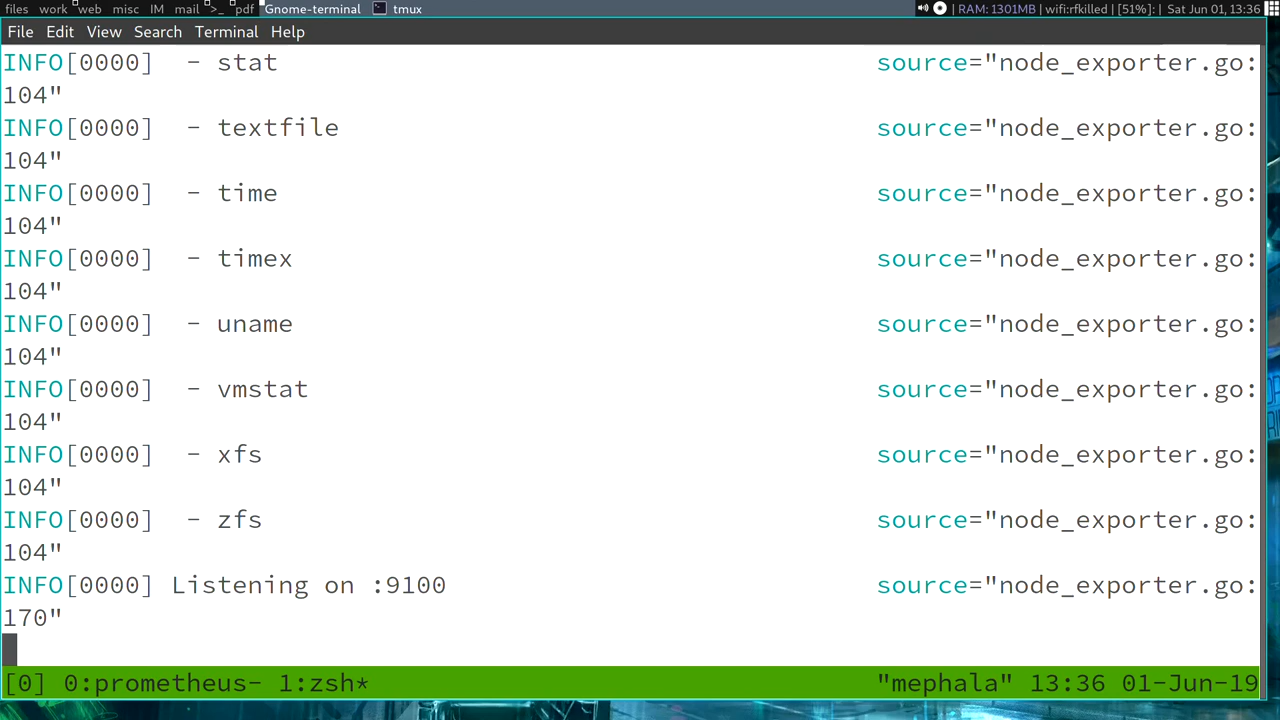 files work web misc IM mail >_ pdf Gnome-terminal tmux | RAM: 1301MB | wifi:rfkilled | [51%]: | Sat Jun 01, 13:36
File Edit View Search Terminal Help
INFO[0000]  - stat source="node_exporter.go:
104"
INFO[0000]  - textfile source="node_exporter.go:
104"
INFO[0000]  - time source="node_exporter.go:
104"
INFO[0000]  - timex source="node_exporter.go:
104"
INFO[0000]  - uname source="node_exporter.go:
104"
INFO[0000]  - vmstat source="node_exporter.go:
104"
INFO[0000]  - xfs source="node_exporter.go:
104"
INFO[0000]  - zfs source="node_exporter.go:
104"
INFO[0000] Listening on :9100 source="node_exporter.go:
170"
[0] 0:prometheus- 1:zsh* "mephala" 13:36 01-Jun-19